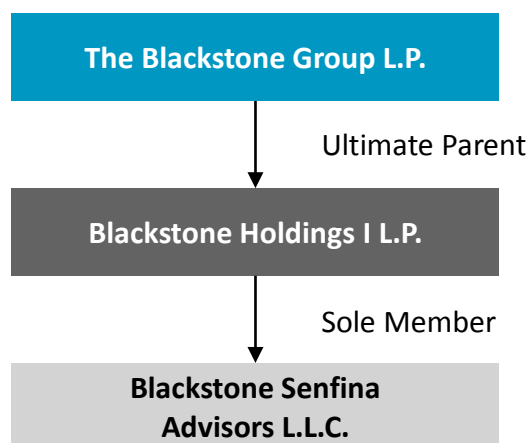 The Blackstone Group L.P.
Ultimate Parent
Blackstone Holdings I L.P.
Sole Member
Blackstone Senfina
Advisors L.L.C.